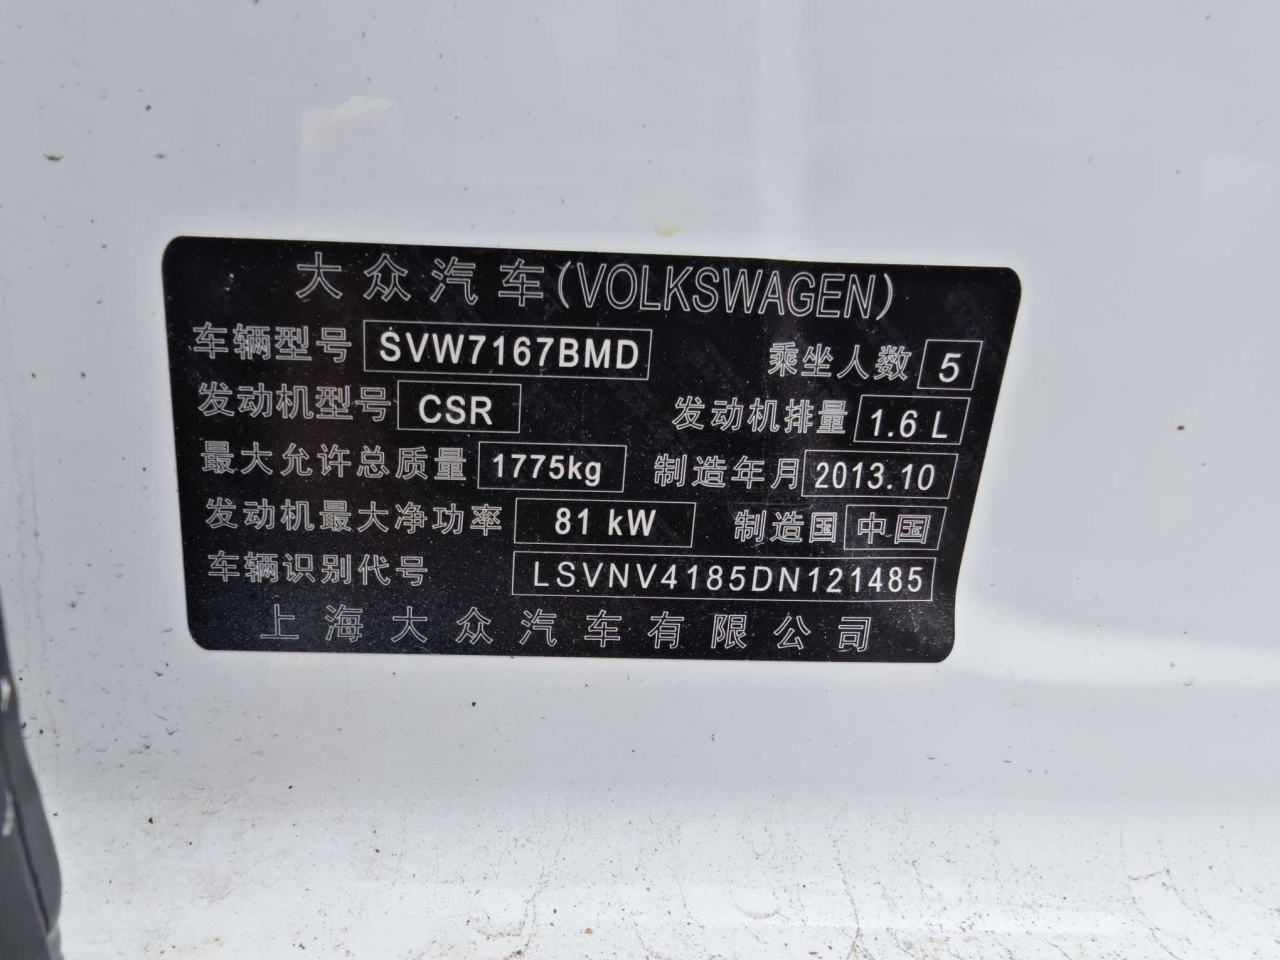 大众汽车(VOLKSWAGEN)
车辆型号 SVW7167BMD 乘坐人数 5
发动机型号 CSR 发动机排量 1.6 L
最大允许总质量 1775kg 制造年月 2013.10
发动机最大净功率 81 kW 制造国 中国
车辆识别代号 LSVNV4185DN121485
上海大众汽车有限公司